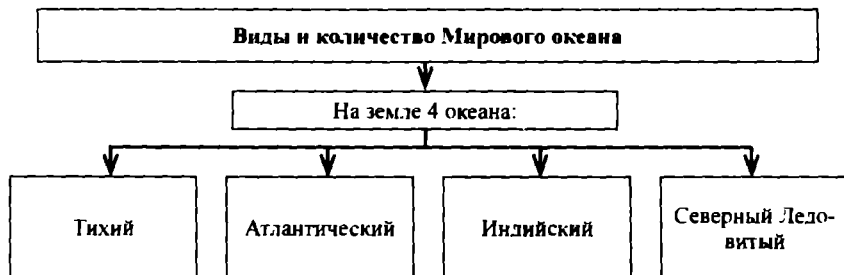 Виды и количество Мирового океана
На земле 4 океана:
Тихий
Атлантический
Индийский
Северный Ледо-
витый